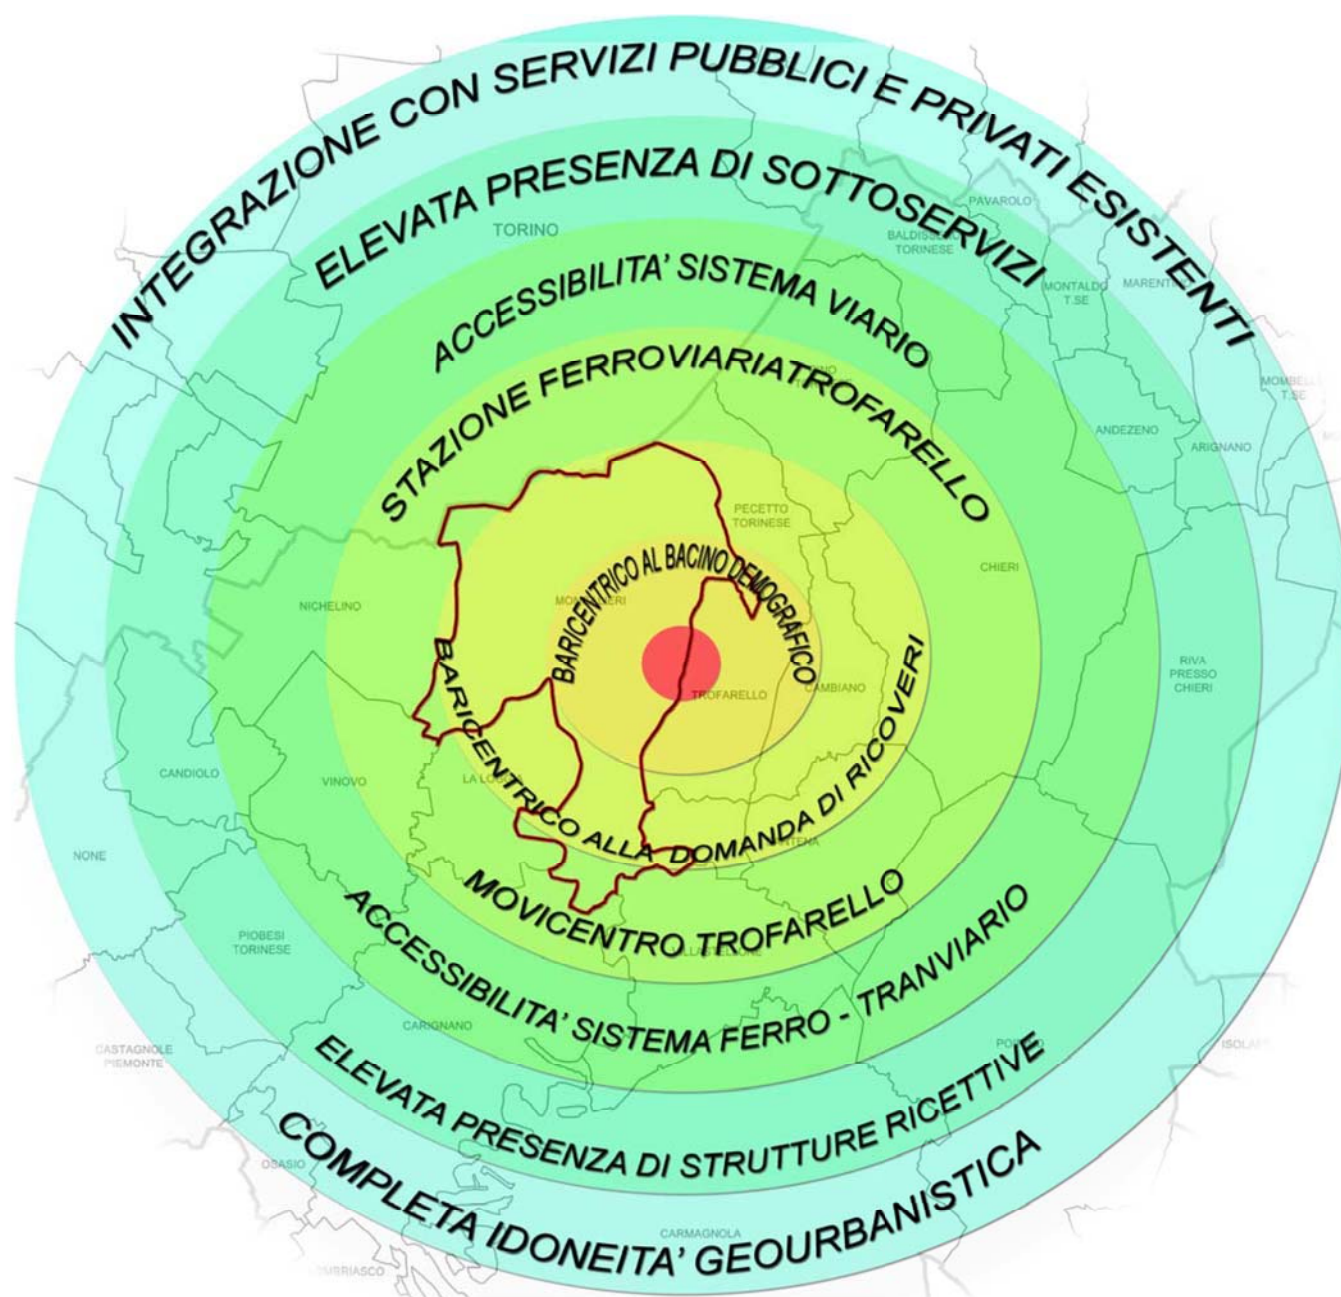 INTEGRAZIONE CON SERVIZI PUBBLICI E PRIVATI ESISTENTI
ELEVATA PRESENZA DI SOTTOSERVIZI
ACCESSIBILITA' SISTEMA VIARIO
STAZIONE FERROVIARIATROFARELLO
BARICENTRICO AL BACINO DEMOGRAFICO
BARICENTRICO ALLA DOMANDA DI RICOVERI
MOVICENTRO TROFARELLO
ACCESSIBILITA' SISTEMA FERRO - TRANVIARIO
ELEVATA PRESENZA DI STRUTTURE RICETTIVE
COMPLETA IDONEITA' GEOURBANISTICA
PAVAROLO
TORINO
TORINESE
MONTALDO
T.SE
T.SE
ANDEZENO
ARIGNANO
PECETTO
TORINESE
CHIERI
NICHELINO
RIVA
PRESSO
CHIERI
TROFARELLO
CAMBIANO
CANDIOLO
VINOVO
NONE
PIOBESI
TORINESE
CARIGNANO
CASTAGNOLE
PIEMONTE
OSASIO
CARMAGNOLA